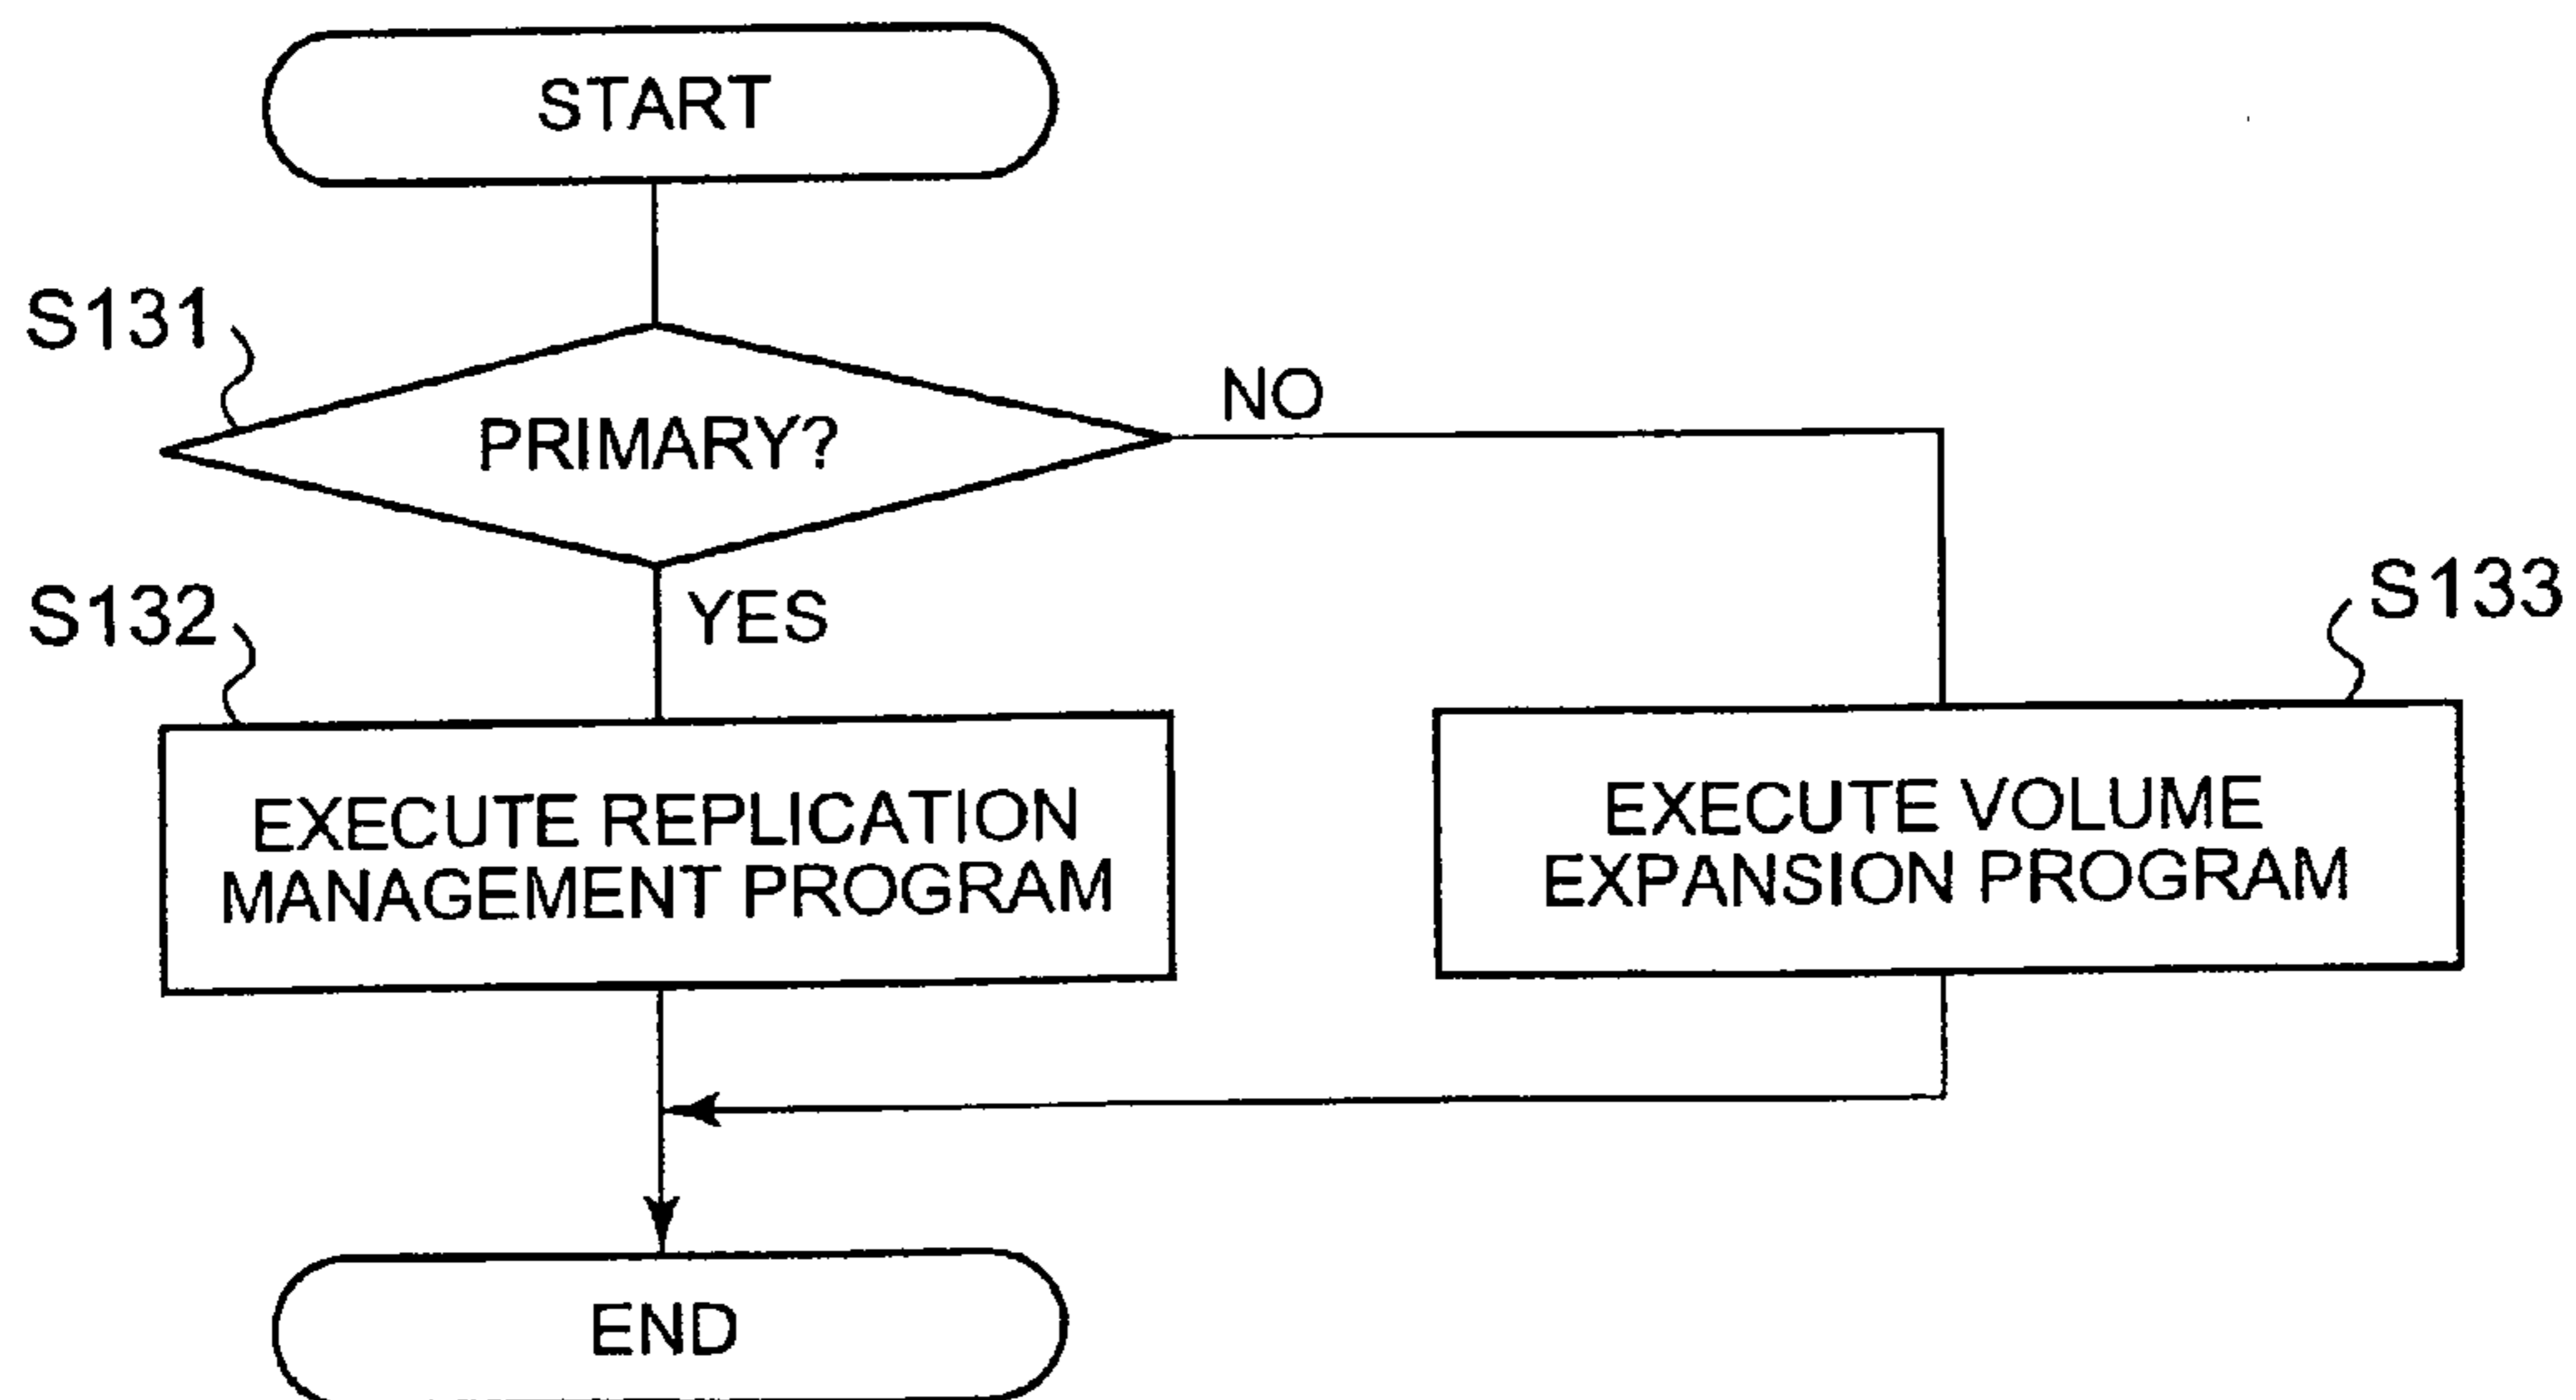 START
S131
PRIMARY?
NO
YES
S132
S133
EXECUTE REPLICATION
MANAGEMENT PROGRAM
EXECUTE VOLUME
EXPANSION PROGRAM
END